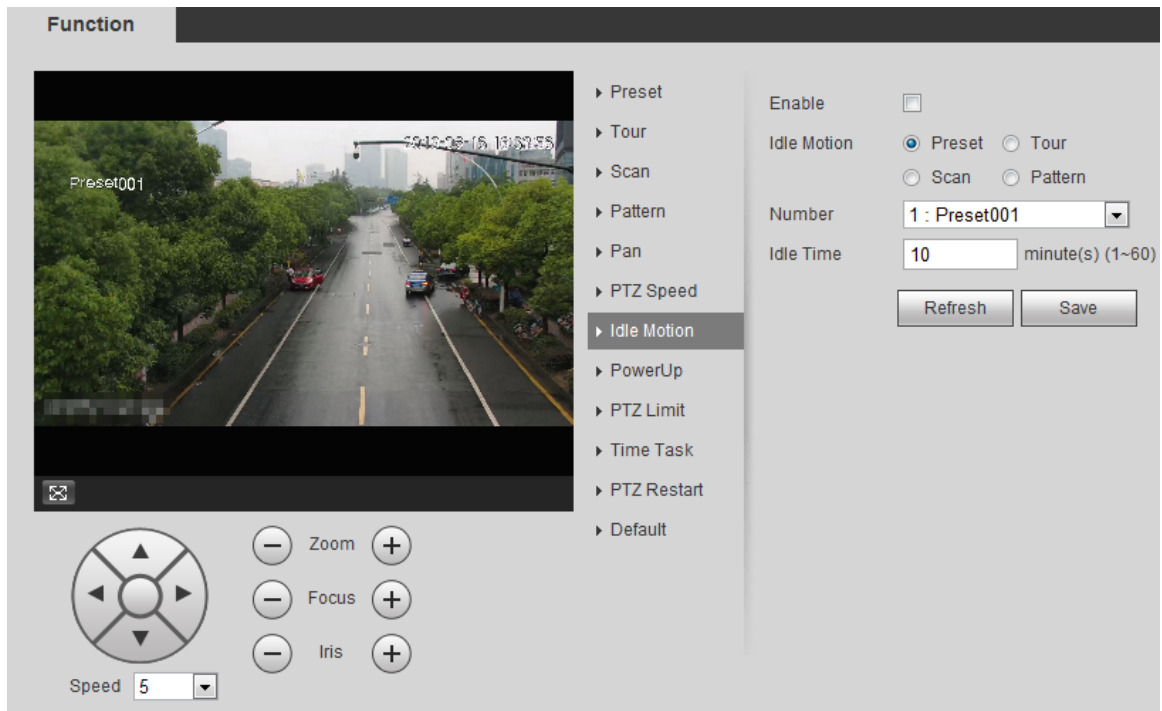 Function
Preset001
Preset
Tour
Scan
Pattern
Pan
PTZ Speed
Idle Motion
PowerUp
PTZ Limit
Time Task
PTZ Restart
Default
Enable
Idle Motion
Preset
Tour
Scan
Pattern
Number
1 : Preset001
Idle Time
10 minute(s) (1~60)
Refresh
Save
Zoom
Focus
Iris
Speed
5